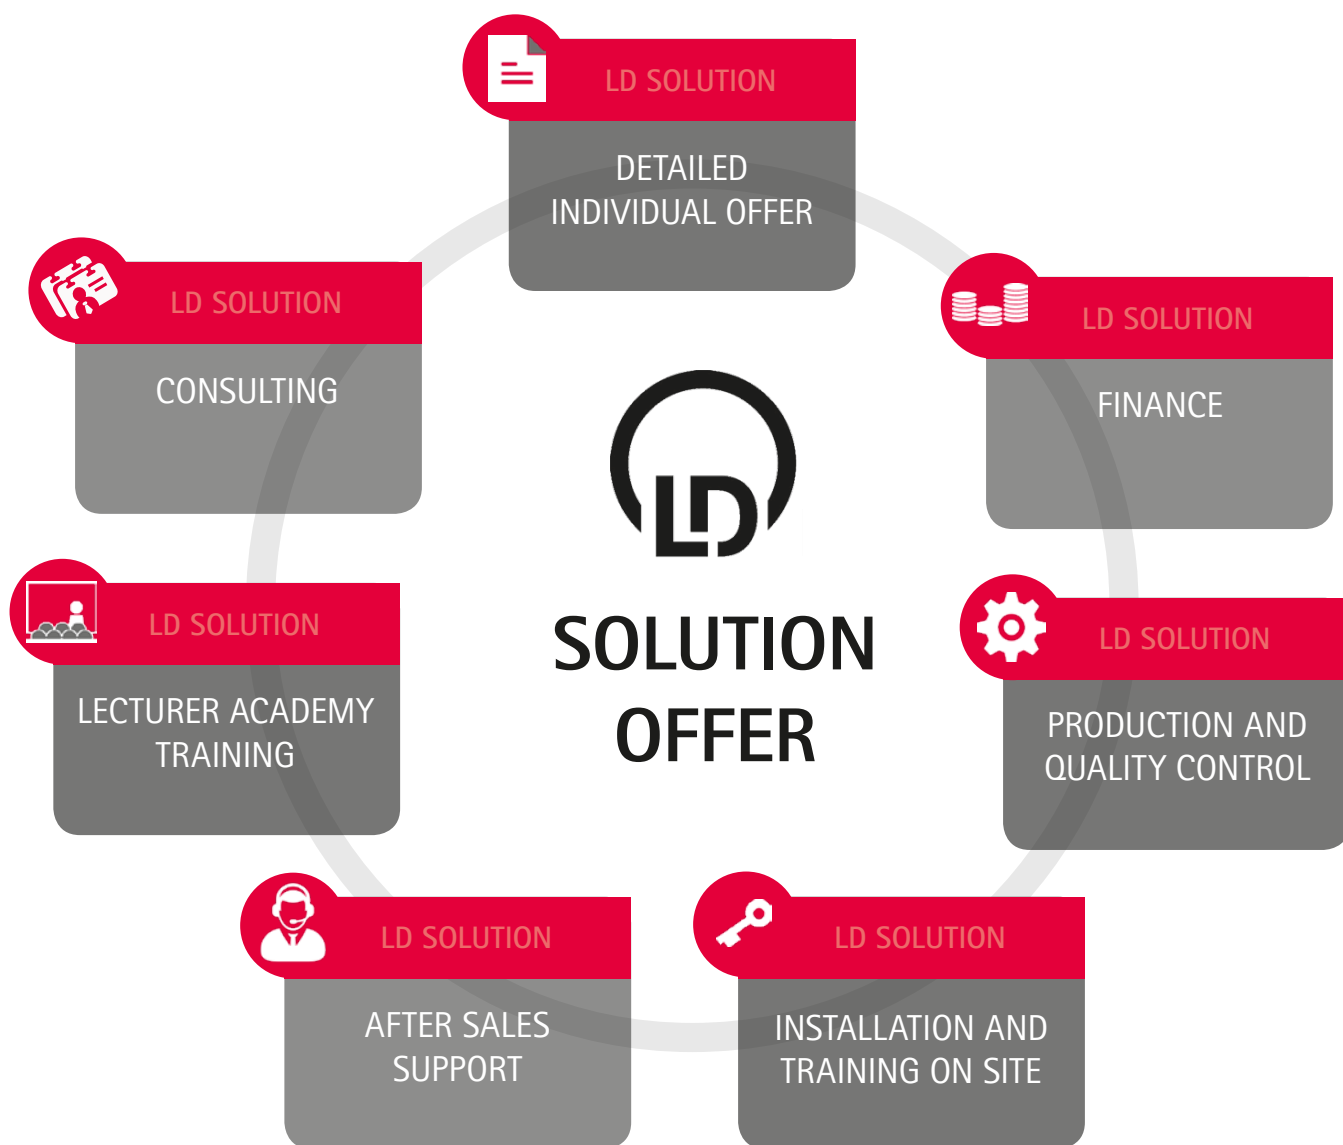 LD SOLUTION
DETAILED
INDIVIDUAL OFFER
LD SOLUTION
CONSULTING
LD SOLUTION
FINANCE
LD
SOLUTION
OFFER
LD SOLUTION
LECTURER ACADEMY
TRAINING
LD SOLUTION
PRODUCTION AND
QUALITY CONTROL
LD SOLUTION
AFTER SALES
SUPPORT
LD SOLUTION
INSTALLATION AND
TRAINING ON SITE